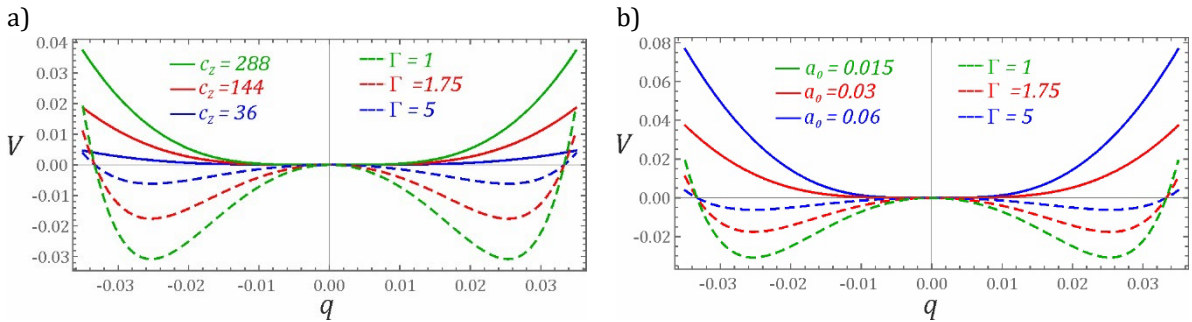 a)
0.04
0.03
0.02
0.01
0.00
-0.01
-0.02
-0.03
V
c_z = 288
c_z = 144
c_z = 36
Γ = 1
Γ =1.75
Γ = 5
-0.03 -0.02 -0.01 0.00 0.01 0.02 0.03
q
b)
0.08
0.06
0.04
0.02
0.00
-0.02
V
a_0 = 0.015
a_0 = 0.03
a_0 = 0.06
Γ = 1
Γ =1.75
Γ = 5
-0.03 -0.02 -0.01 0.00 0.01 0.02 0.03
q